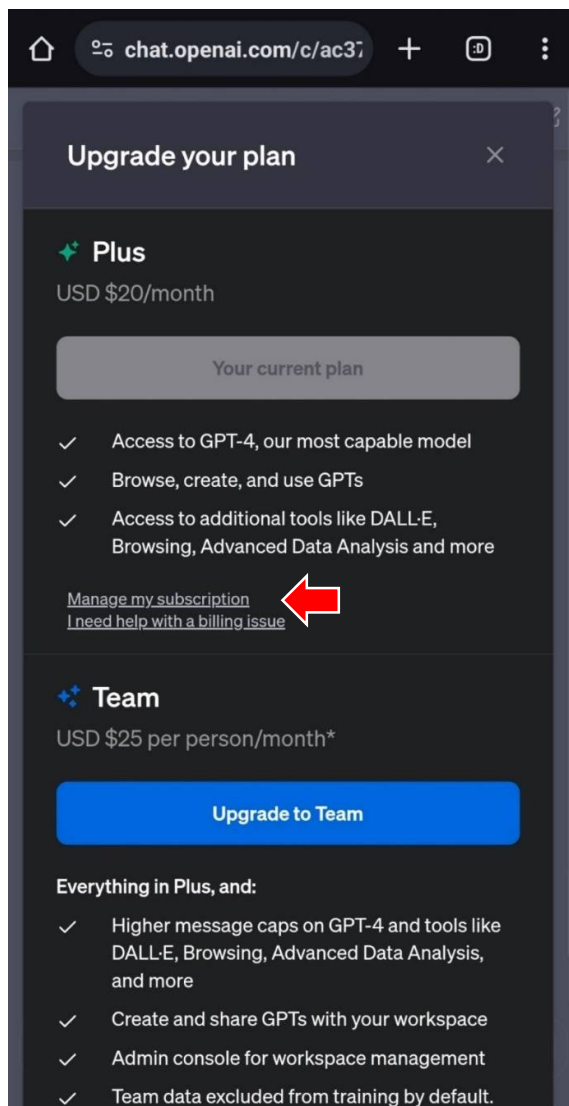 chat.openai.com/c/ac37
:D
Upgrade your plan
Plus
USD $20/month
Your current plan
Access to GPT-4, our most capable model
Browse, create, and use GPTs
Access to additional tools like DALL·E,
Browsing, Advanced Data Analysis and more
Manage my subscription
I need help with a billing issue
Team
USD $25 per person/month*
Upgrade to Team
Everything in Plus, and:
Higher message caps on GPT-4 and tools like
DALL·E, Browsing, Advanced Data Analysis,
and more
Create and share GPTs with your workspace
Admin console for workspace management
Team data excluded from training by default.